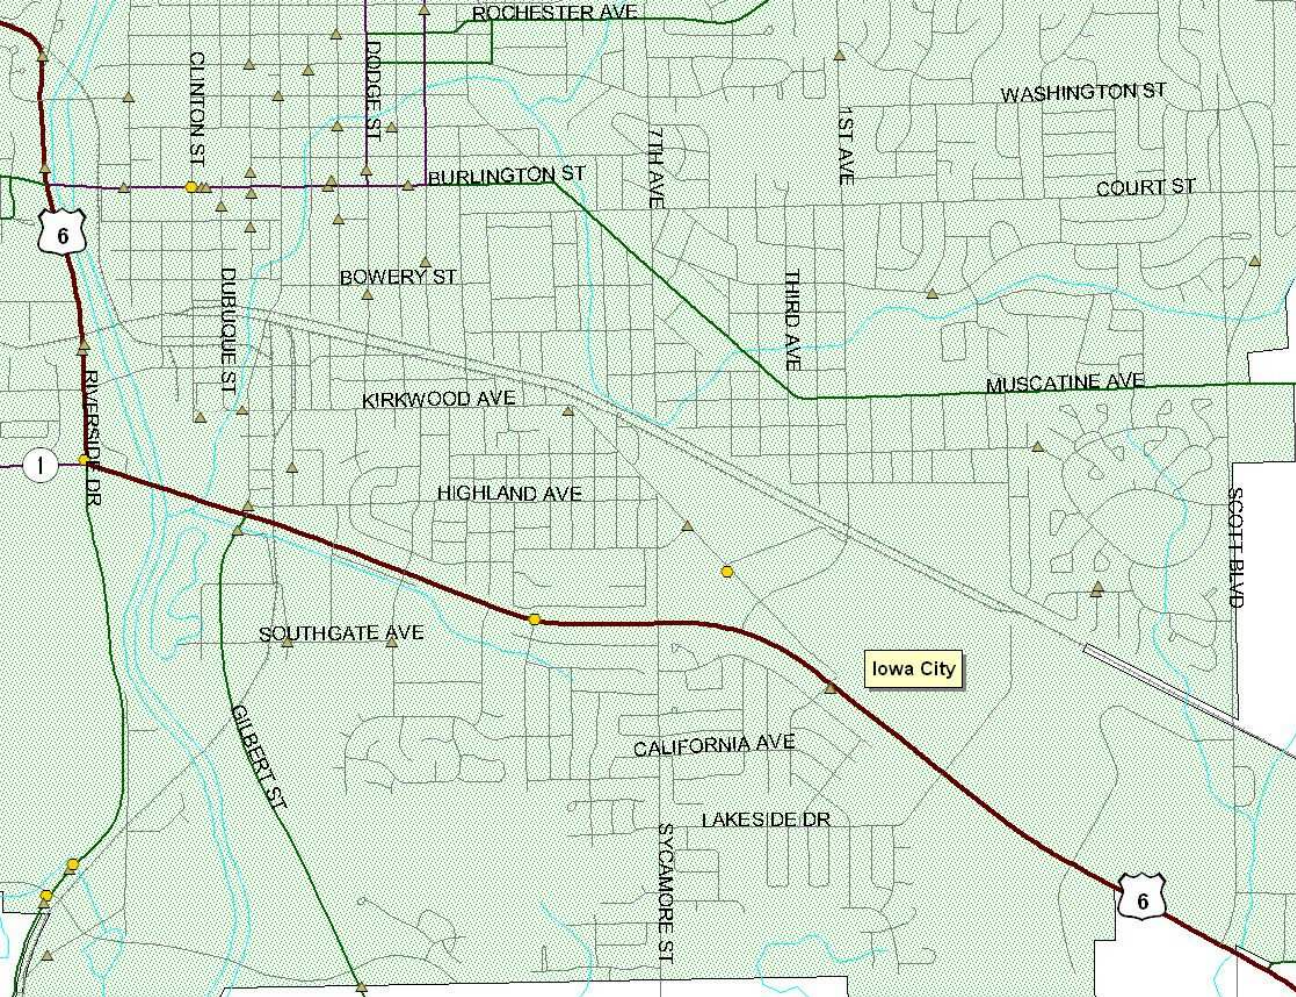 ROCHESTER AVE
CLINTON ST
DODGE ST
WASHINGTON ST
1ST AVE
7TH AVE
BURLINGTON ST
COURT ST
6
BOWERY ST
DUBUQUE ST
THIRD AVE
MUSCATINE AVE
KIRKWOOD AVE
RIVERSIDE DR
1
HIGHLAND AVE
SCOTT BLVD
SOUTHGATE AVE
Iowa City
GILBERT ST
CALIFORNIA AVE
LAKESIDE DR
SYCAMORE ST
6